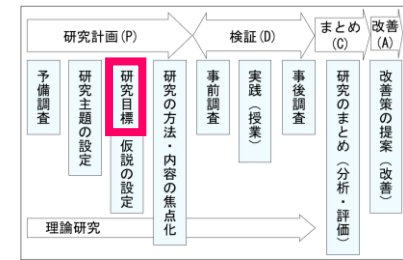 研究計画(P)
検証(D)
まとめ
(C)
改善
(A)
予備調査
研究主題の設定
研究目標
仮説の設定
研究の方法・内容の焦点化
事前調査
実践（授業）
事後調査
研究のまとめ（分析・評価）
改善策の提案（改善）
理論研究